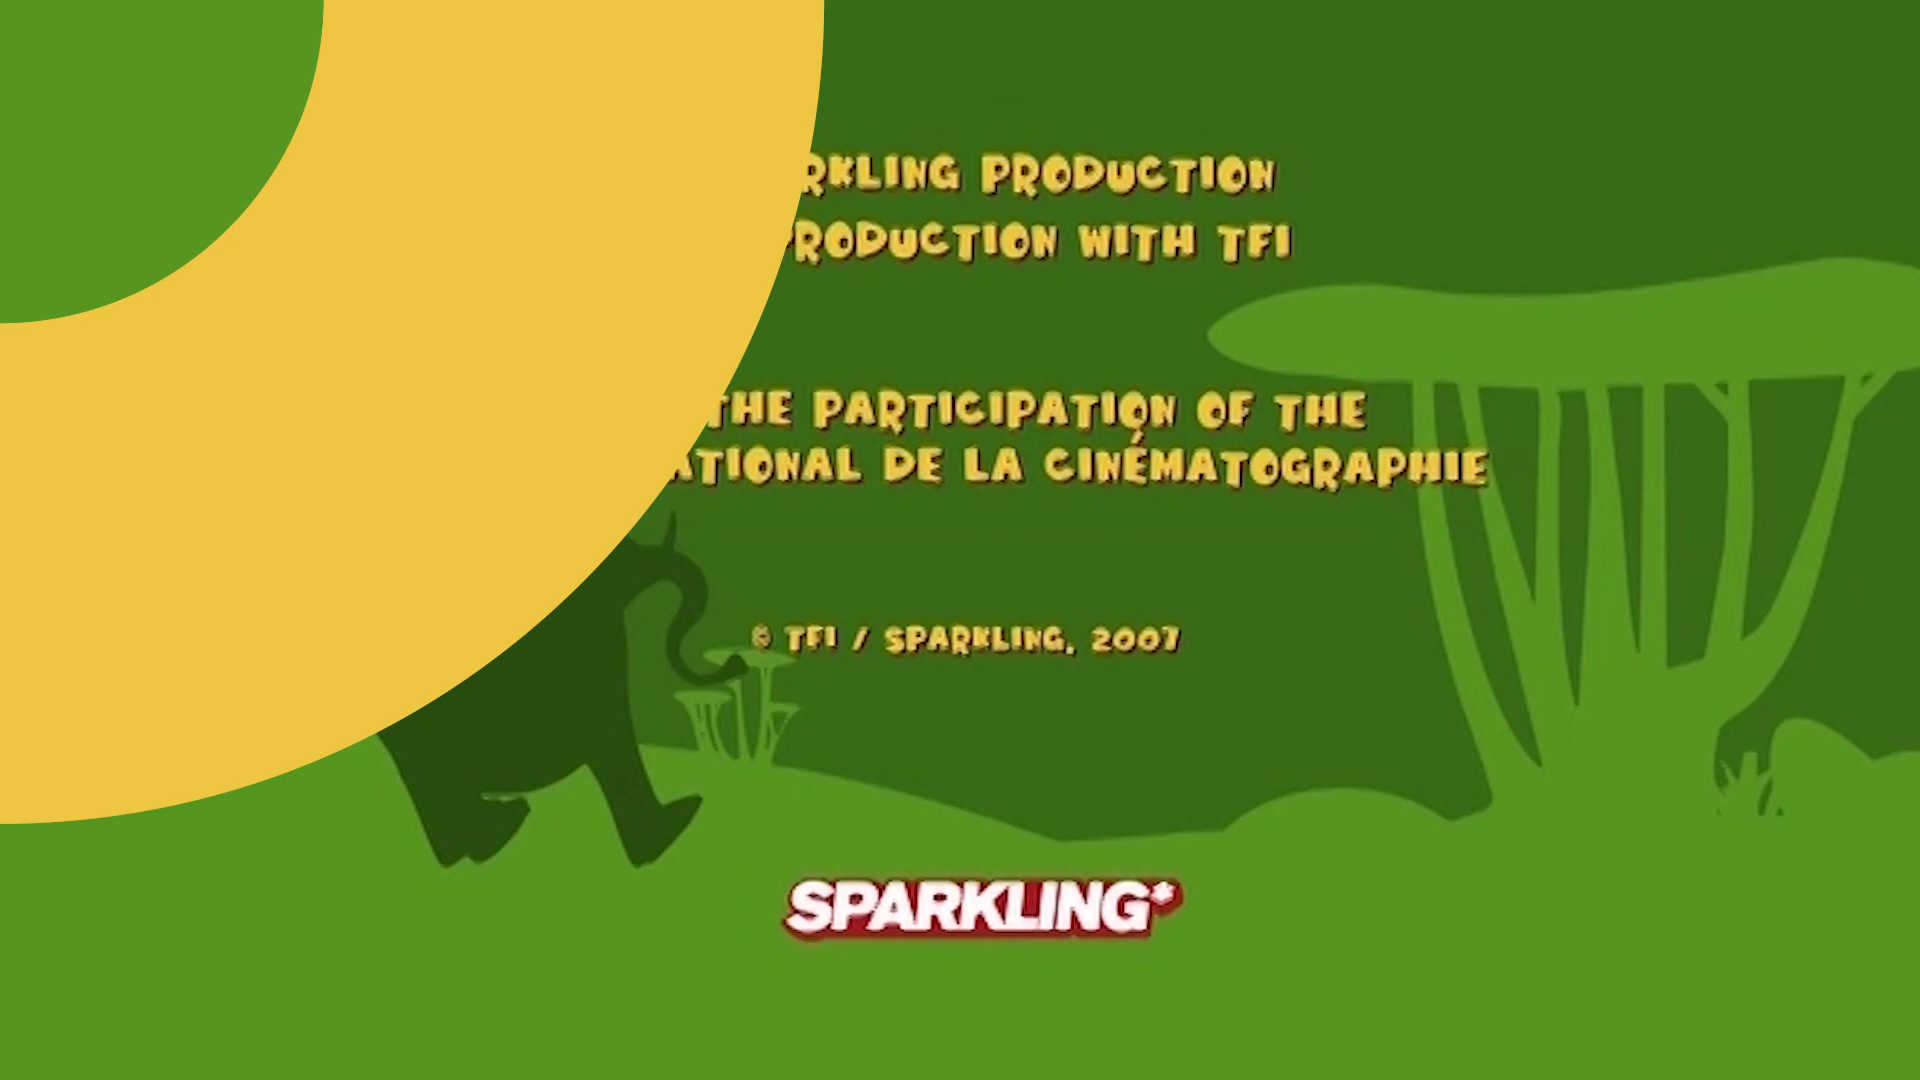 RKLING PRODUCTION
PRODUCTION WITH TF1
THE PARTICIPATION OF THE
ATIONAL DE LA CINÉMATOGRAPHIE
© TF1 / SPARKLING, 2007
SPARKLING*